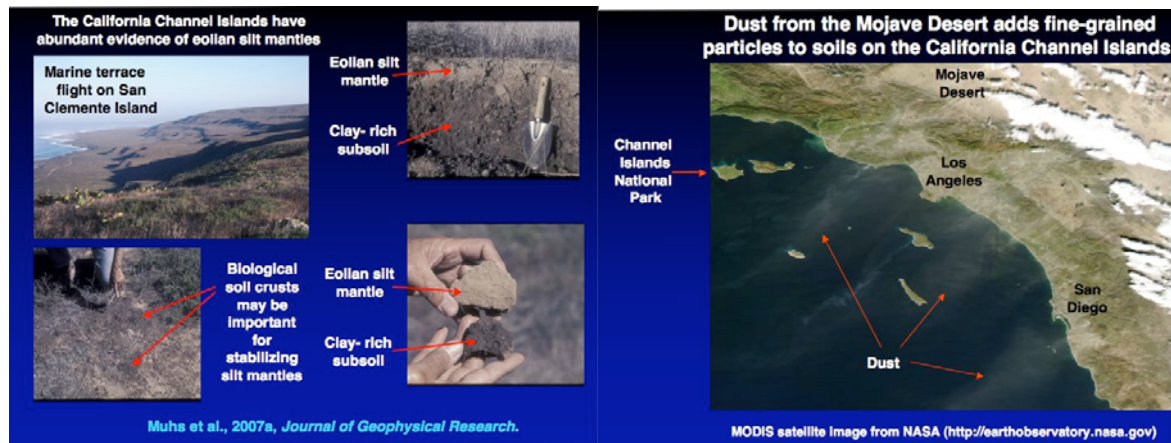 The California Channel Islands have
abundant evidence of eolian silt mantles
Marine terrace
flight on San
Clemente Island
Eolian silt
mantle
Clay- rich
subsoil
Biological
soil crusts
may be
important
for
stabilizing
silt mantles
Eolian silt
mantle
Clay- rich
subsoil
Muhs et al., 2007a, Journal of Geophysical Research.
Dust from the Mojave Desert adds fine-grained
particles to soils on the California Channel Islands
Mojave
Desert
Channel
Islands
National
Park
Los
Angeles
San
Diego
Dust
MODIS satellite image from NASA (http://earthobservatory.nasa.gov)